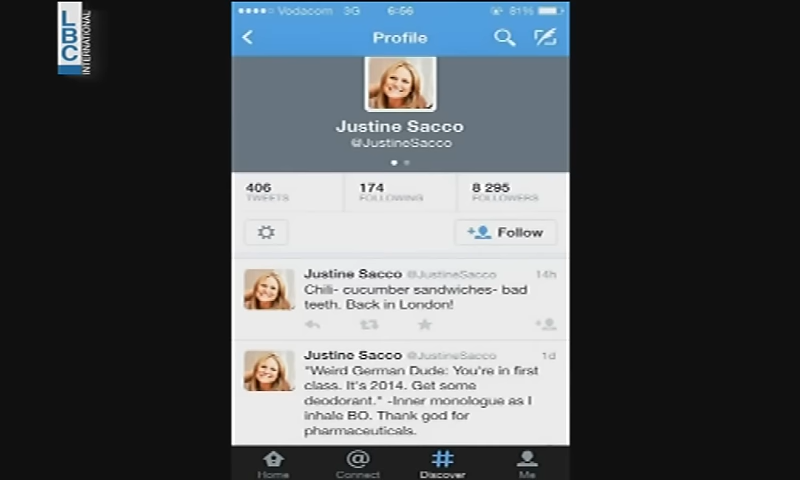 LBC
INTERNATIONAL
Vodacom 3G 6:56 81%
Profile
Justine Sacco
@JustineSacco
406 174 8 295
TWEETS FOLLOWING FOLLOWERS
Follow
Justine Sacco @JustineSacco 14h
Chili- cucumber sandwiches- bad
teeth. Back in London!
Justine Sacco @JustineSacco 1d
"Weird German Dude: You're in first
class. It's 2014. Get some
deodorant." -Inner monologue as I
inhale BO. Thank god for
pharmaceuticals.
Home Connect Discover Me